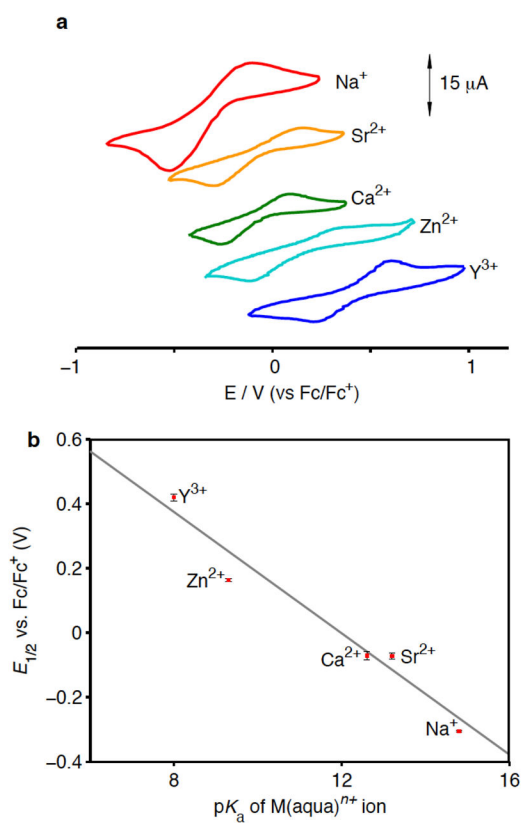 a
15 μA
Na⁺
Sr²⁺
Ca²⁺
Zn²⁺
Y³⁺
−1 0 1
E / V (vs Fc/Fc⁺)
b
0.6
0.4
0.2
0
−0.2
−0.4
E₁/₂ vs. Fc/Fc⁺ (V)
Y³⁺
Zn²⁺
Ca²⁺
Sr²⁺
Na⁺
8 12 16
pKₐ of M(aqua)ⁿ⁺ ion